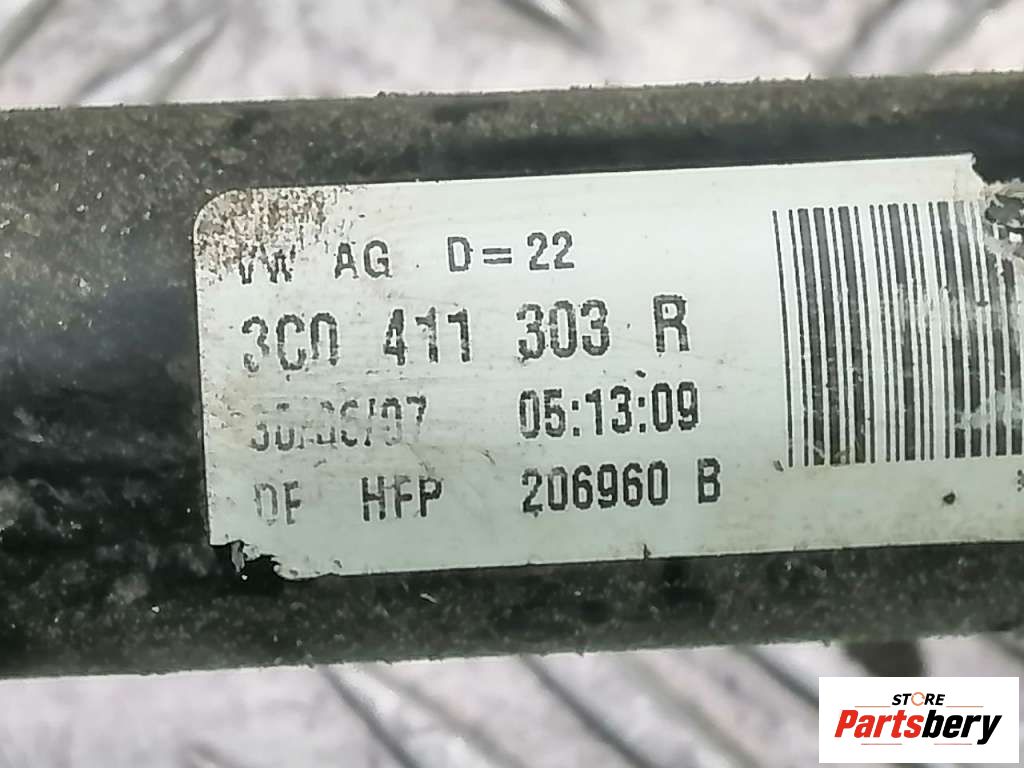 VW AG D=22
3C0 411 303 R
05:13:09
DE HFP 206960 B
STORE
Partsbery